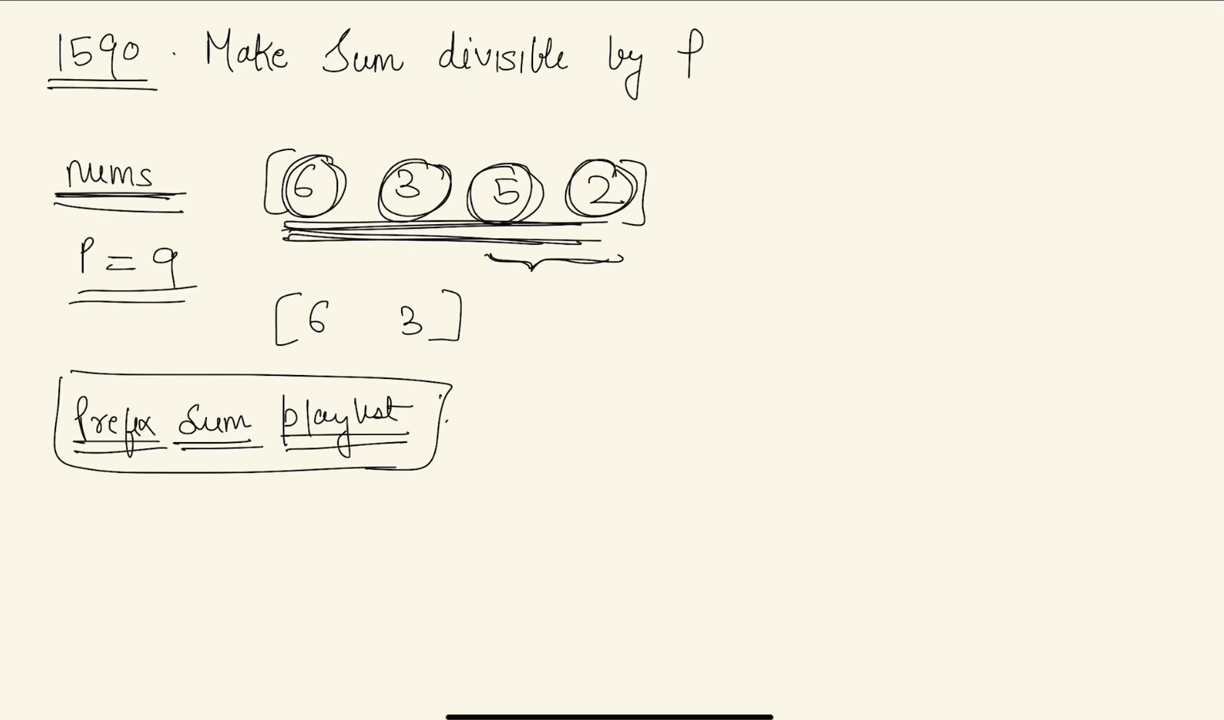 1590. Make Sum divisible by P
nums [6 3 5 2]
P = 9
[6 3]
Prefix Sum playlist